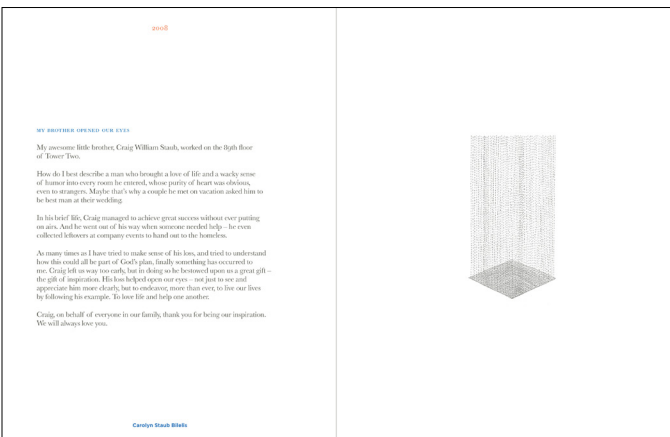 2008
MY BROTHER OPENED OUR EYES
My awesome little brother, Craig William Staub, worked on the 89th floor
of Tower Two.
How do I best describe a man who brought a love of life and a wacky sense
of humor into every room he entered, whose purity of heart was obvious,
even to strangers. Maybe that's why a couple he met on vacation asked him to
be best man at their wedding.
In his brief life, Craig managed to achieve great success without ever putting
on airs. And he went out of his way when someone needed help – he even
collected leftovers at company events to hand out to the homeless.
As many times as I have tried to make sense of his loss, and tried to understand
how this could all be part of God's plan, finally something has occurred to
me. Craig left us way too early, but in doing so he bestowed upon us a great gift –
the gift of inspiration. His loss helped open our eyes – not just to see and
appreciate him more clearly, but to endeavor, more than ever, to live our lives
by following his example. To love life and help one another.
Craig, on behalf of everyone in our family, thank you for being our inspiration.
We will always love you.
Carolyn Staub Bilelis